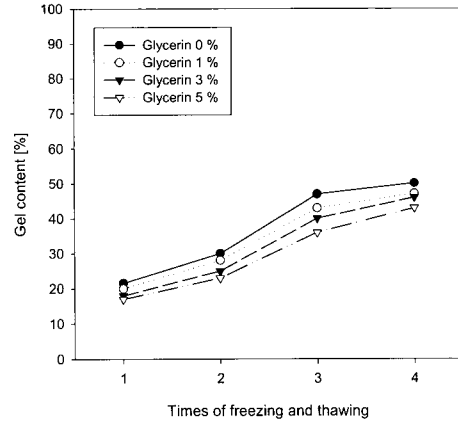 Glycerin 0 %
Glycerin 1 %
Glycerin 3 %
Glycerin 5 %
Gel content [%]
100
90
80
70
60
50
40
30
20
10
0
1 2 3 4
Times of freezing and thawing